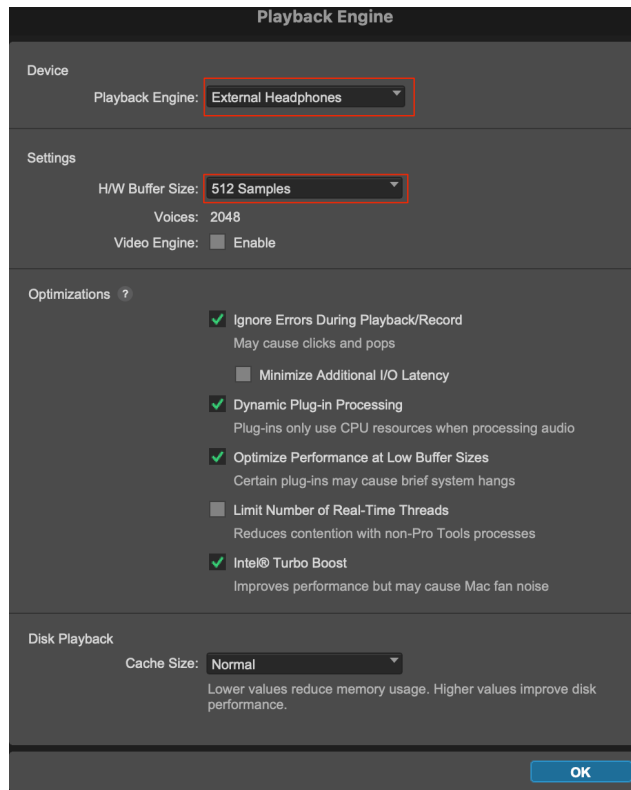 Playback Engine
Device
Playback Engine: External Headphones
Settings
H/W Buffer Size: 512 Samples
Voices: 2048
Video Engine: Enable
Optimizations ?
Ignore Errors During Playback/Record
May cause clicks and pops
Minimize Additional I/O Latency
Dynamic Plug-in Processing
Plug-ins only use CPU resources when processing audio
Optimize Performance at Low Buffer Sizes
Certain plug-ins may cause brief system hangs
Limit Number of Real-Time Threads
Reduces contention with non-Pro Tools processes
Intel® Turbo Boost
Improves performance but may cause Mac fan noise
Disk Playback
Cache Size: Normal
Lower values reduce memory usage. Higher values improve disk
performance.
OK